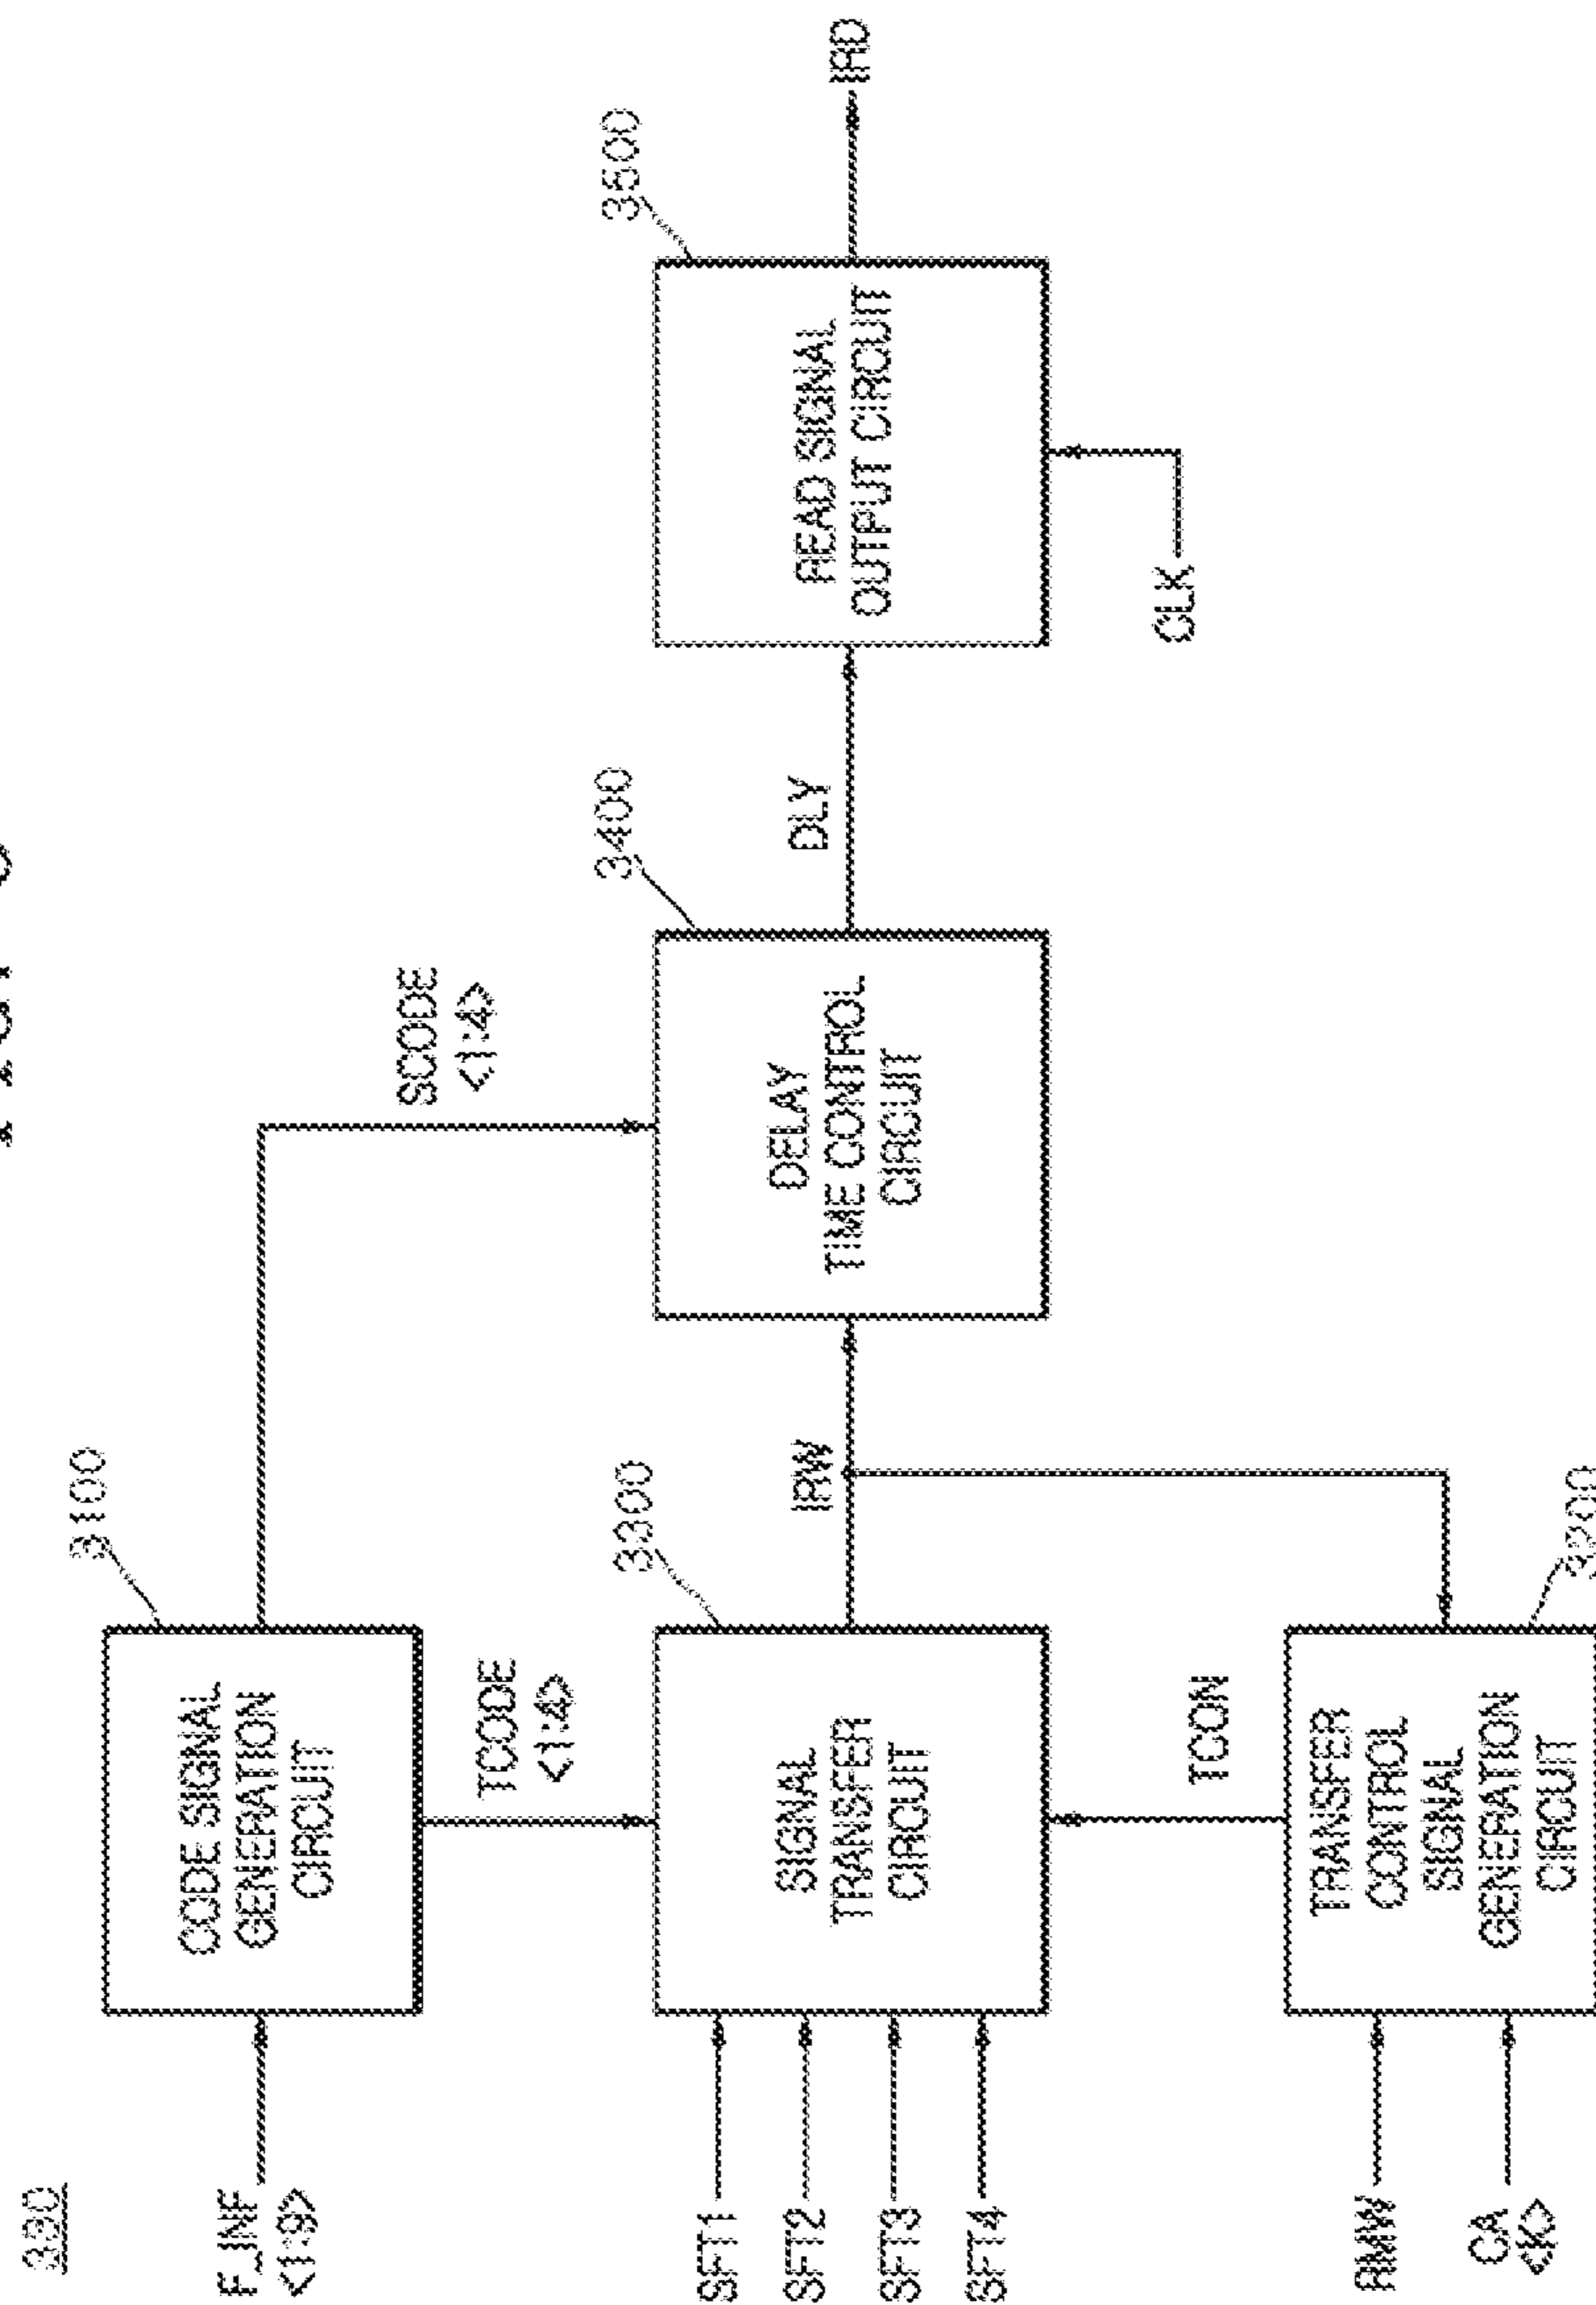 330
F_INF
<1:9>
CODE SIGNAL
GENERATION
CIRCUIT
3100
SCODE
<1:4>
TCODE
<1:4>
SFT1
SFT2
SFT3
SFT4
SIGNAL
TRANSFER
CIRCUIT
3300
IRW
DELAY
TIME CONTROL
CIRCUIT
3400
DLY
READ SIGNAL
OUTPUT CIRCUIT
3500
IRD
CLK
TCON
RMW
CA
<K>
TRANSFER
CONTROL
SIGNAL
GENERATION
CIRCUIT
3200